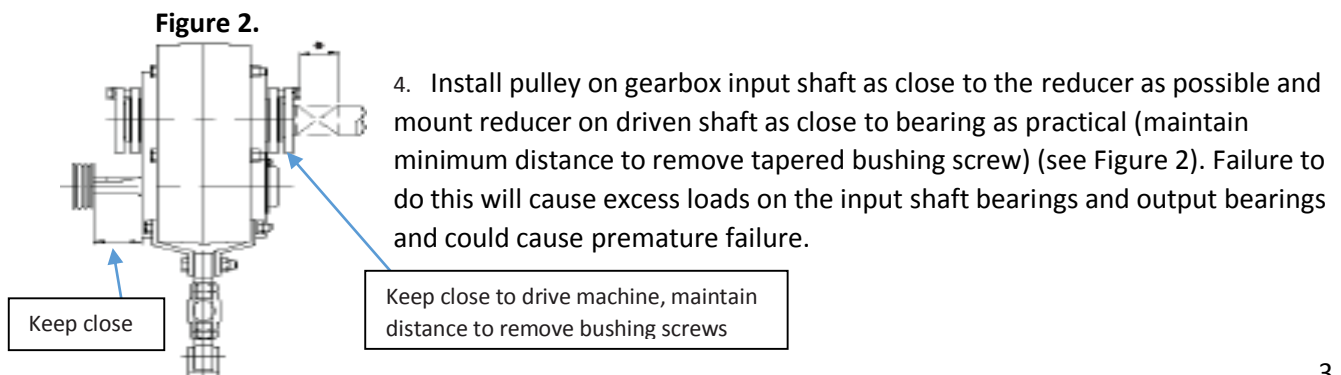 Figure 2.
4. Install pulley on gearbox input shaft as close to the reducer as possible and
mount reducer on driven shaft as close to bearing as practical (maintain
minimum distance to remove tapered bushing screw) (see Figure 2). Failure to
do this will cause excess loads on the input shaft bearings and output bearings
and could cause premature failure.
Keep close to drive machine, maintain
distance to remove bushing screws
Keep close
3